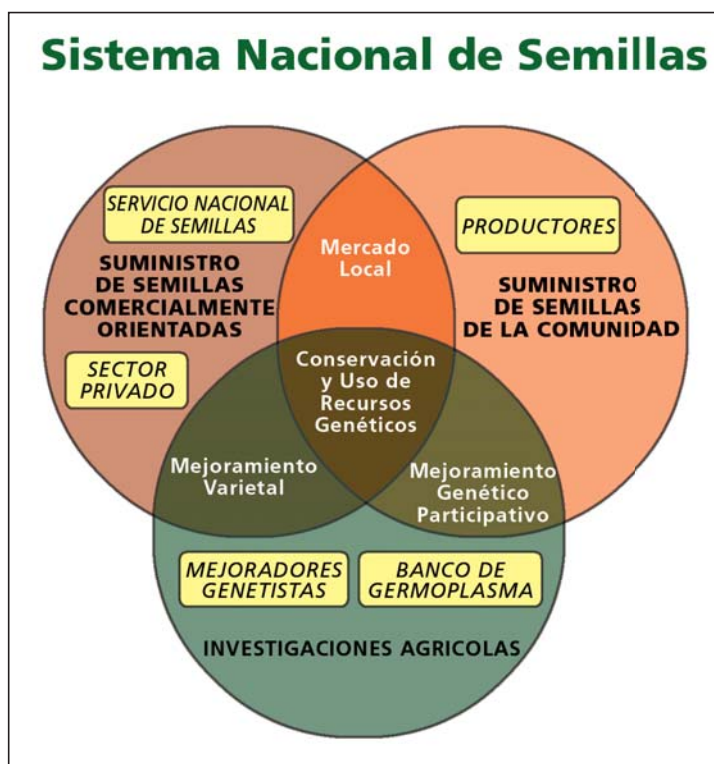 Sistema Nacional de Semillas
SERVICIO NACIONAL
DE SEMILLAS
SUMINISTRO
DE SEMILLAS
COMERCIALMENTE
ORIENTADAS
SECTOR
PRIVADO
Mercado
Local
PRODUCTORES
SUMINISTRO
DE SEMILLAS
DE LA COMUNIDAD
Conservación
y Uso de
Recursos
Genéticos
Mejoramiento
Varietal
Mejoramiento
Genético
Participativo
MEJORADORES
GENETISTAS
BANCO DE
GERMOPLASMA
INVESTIGACIONES AGRICOLAS